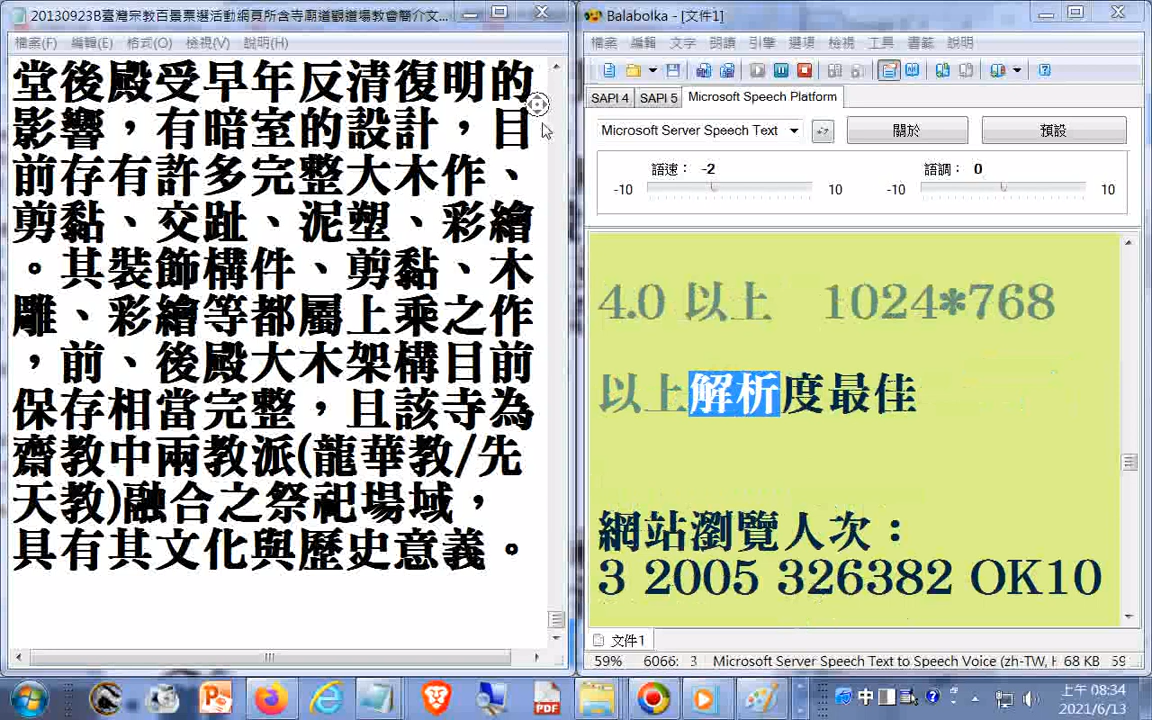 20130923B臺灣宗教百景票選活動網頁所含寺廟道觀道場教會簡介文...
檔案(F) 編輯(E) 格式(O) 檢視(V) 說明(H)
堂後殿受早年反清復明的
影響，有暗室的設計，目
前存有許多完整大木作、
剪黏、交趾、泥塑、彩繪
。其裝飾構件、剪黏、木
雕、彩繪等都屬上乘之作
，前、後殿大木架構目前
保存相當完整，且該寺為
齋教中兩教派(龍華教/先
天教)融合之祭祀場域，
具有其文化與歷史意義。
Balabolka - [文件1]
檔案 編輯 文字 朗讀 引擎 選項 檢視 工具 書籤 說明
SAPI 4 SAPI 5 Microsoft Speech Platform
Microsoft Server Speech Text 關於 預設
語速： -2 語調： 0
-10 10 -10 10
4.0 以上 1024*768
以上解析度最佳
網站瀏覽人次：
3 2005 326382 OK10
文件1
59% 6066: 3 Microsoft Server Speech Text to Speech Voice (zh-TW, H 68 KB 59
中
上午 08:34
2021/6/13